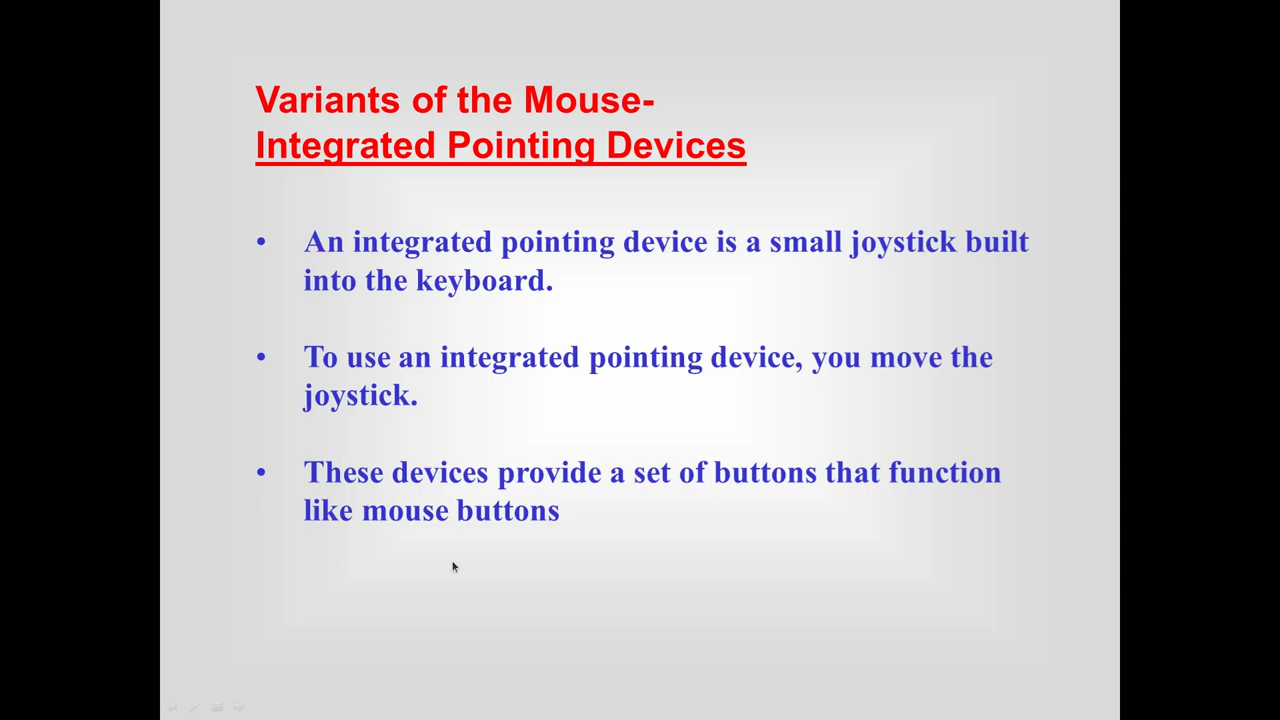 Variants of the Mouse-
Integrated Pointing Devices
• An integrated pointing device is a small joystick built
into the keyboard.
• To use an integrated pointing device, you move the
joystick.
• These devices provide a set of buttons that function
like mouse buttons